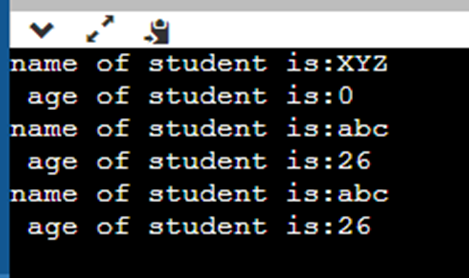 name of student is:XYZ
 age of student is:0
name of student is:abc
 age of student is:26
name of student is:abc
 age of student is:26